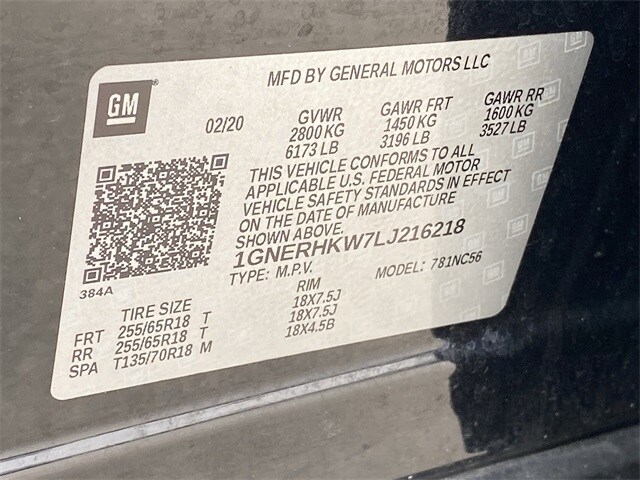 MFD BY GENERAL MOTORS LLC
GM®
02/20 GVWR GAWR FRT GAWR RR
2800 KG 1450 KG 1600 KG
6173 LB 3196 LB 3527 LB
THIS VEHICLE CONFORMS TO ALL
APPLICABLE U.S. FEDERAL MOTOR
VEHICLE SAFETY STANDARDS IN EFFECT
ON THE DATE OF MANUFACTURE
SHOWN ABOVE.
1GNERHKW7LJ216218
TYPE: M.P.V. MODEL: 781NC56
384A
TIRE SIZE RIM
FRT 255/65R18 T 18X7.5J
RR 255/65R18 T 18X7.5J
SPA T135/70R18 M 18X4.5B